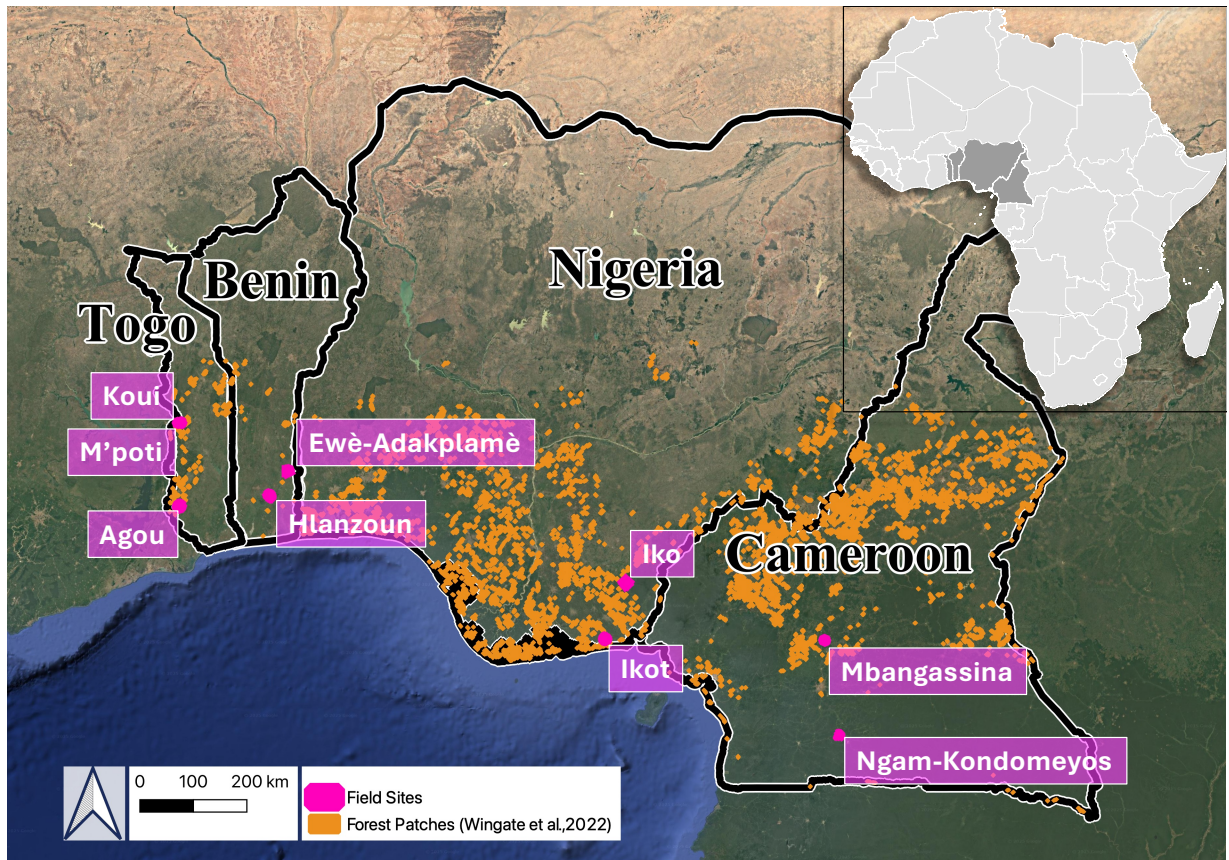 Nigeria
Benin
Togo
Kouí
M'poti
Ewè-Adakplamè
Agou
Hlanzoun
Iko
Cameroon
Ikot
Mbangassina
Ngam-Kondomeyos
0 100 200 km
Field Sites
Forest Patches (Wingate et al.,2022)